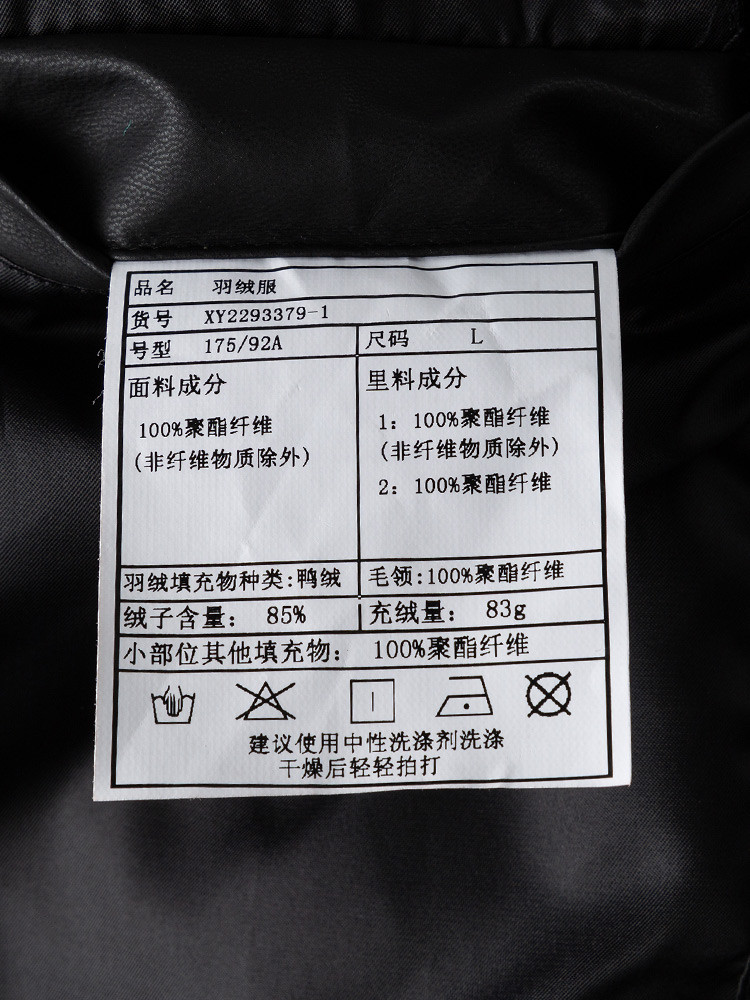 品名 羽绒服
货号 XY2293379-1
号型 175/92A 尺码 L
面料成分
100%聚酯纤维
(非纤维物质除外)
里料成分
1: 100%聚酯纤维
(非纤维物质除外)
2: 100%聚酯纤维
羽绒填充物种类:鸭绒 毛领:100%聚酯纤维
绒子含量: 85% 充绒量: 83g
小部位其他填充物: 100%聚酯纤维
建议使用中性洗涤剂洗涤
干燥后轻轻拍打